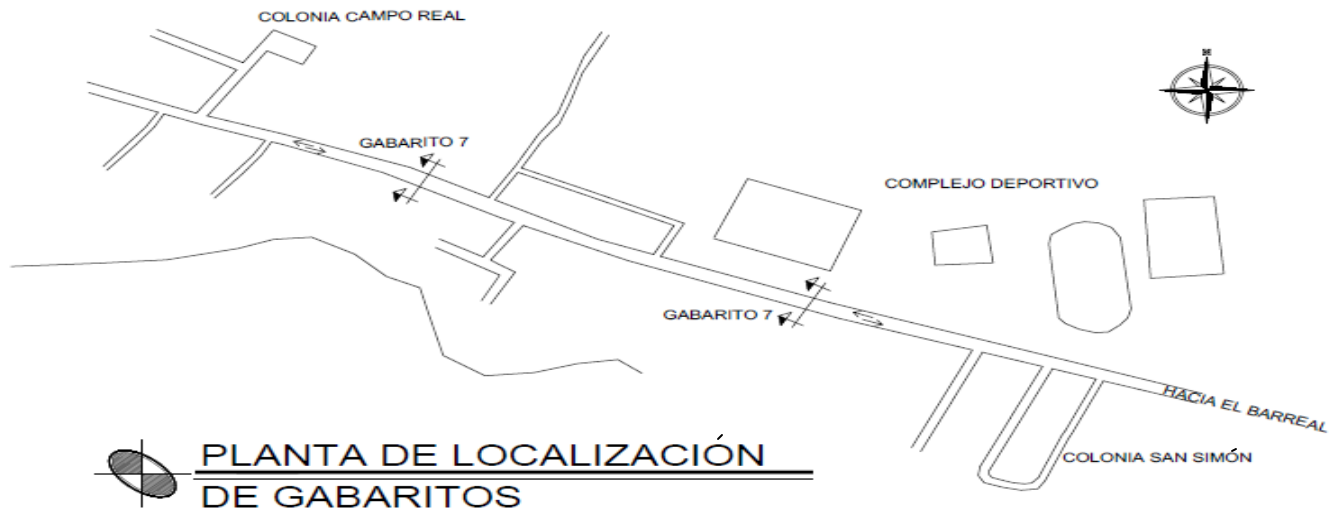 COLONIA CAMPO REAL
N
GABARITO 7
COMPLEJO DEPORTIVO
GABARITO 7
HACIA EL BARREAL
COLONIA SAN SIMÓN
PLANTA DE LOCALIZACIÓN
DE GABARITOS